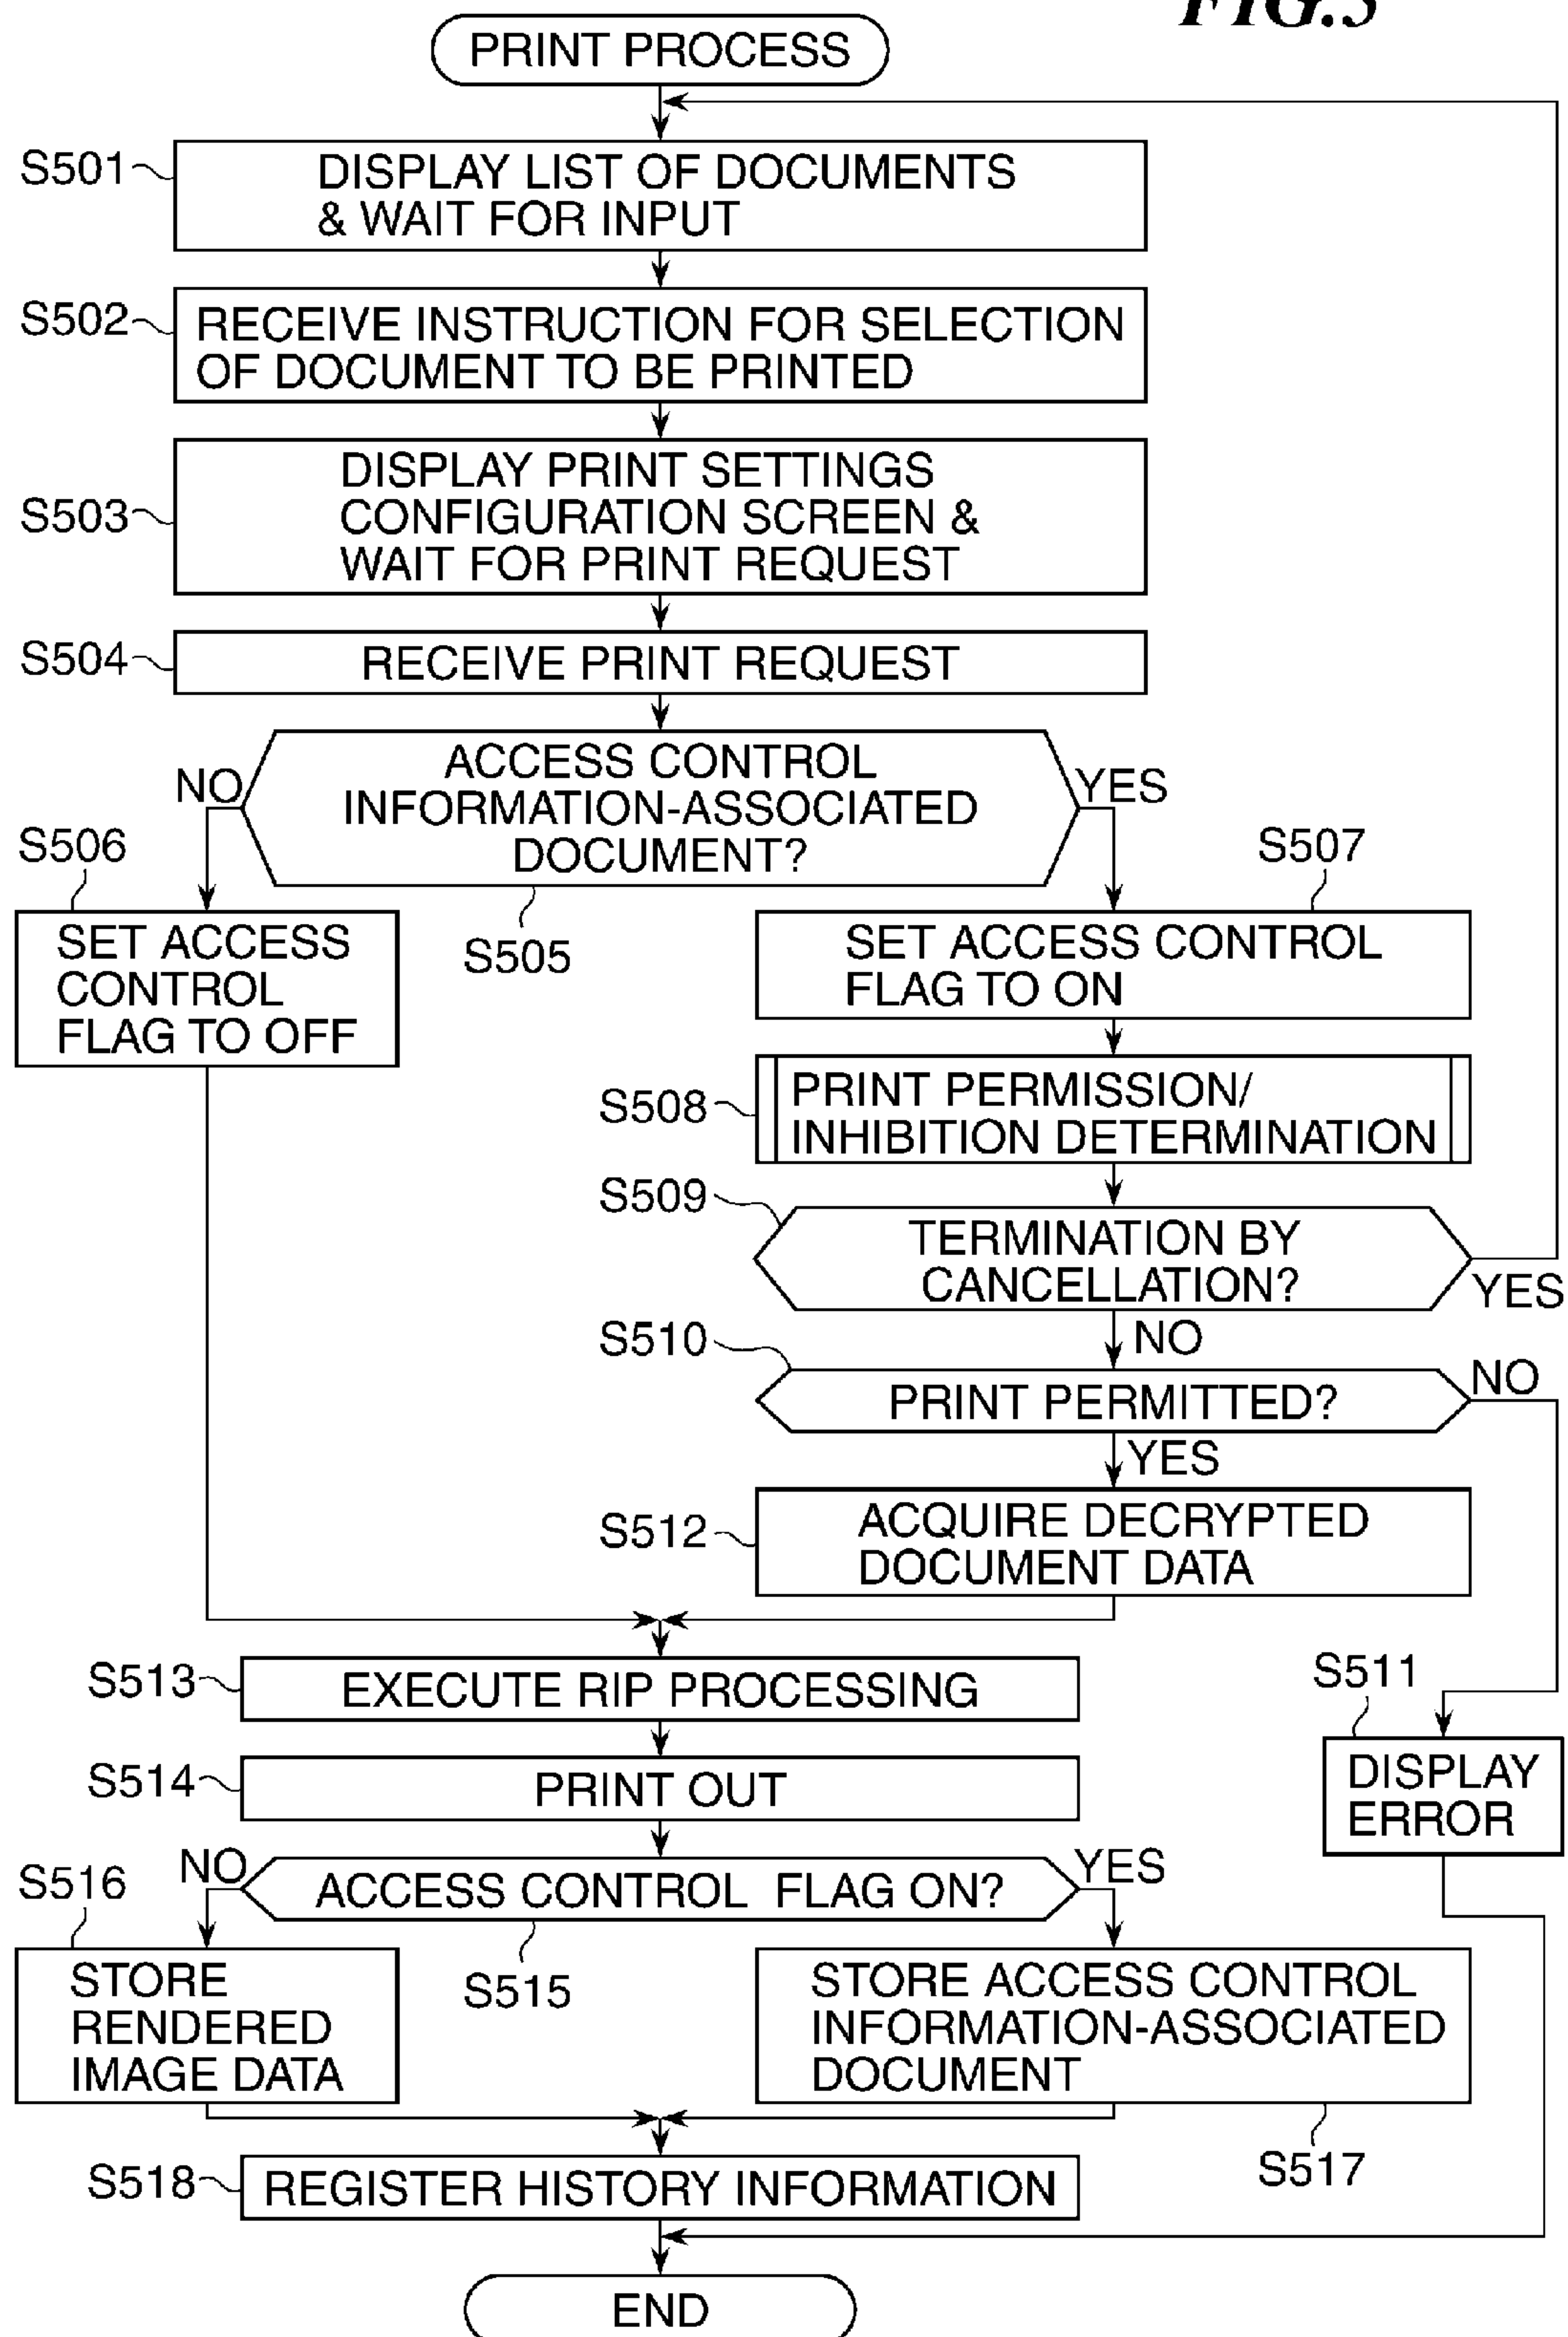 FIG.5
PRINT PROCESS
S501
DISPLAY LIST OF DOCUMENTS
& WAIT FOR INPUT
S502
RECEIVE INSTRUCTION FOR SELECTION
OF DOCUMENT TO BE PRINTED
S503
DISPLAY PRINT SETTINGS
CONFIGURATION SCREEN &
WAIT FOR PRINT REQUEST
S504
RECEIVE PRINT REQUEST
NO
ACCESS CONTROL
INFORMATION-ASSOCIATED
DOCUMENT?
YES
S505
S506
SET ACCESS
CONTROL
FLAG TO OFF
S507
SET ACCESS CONTROL
FLAG TO ON
S508
PRINT PERMISSION/
INHIBITION DETERMINATION
S509
TERMINATION BY
CANCELLATION?
YES
NO
S510
PRINT PERMITTED?
NO
YES
S512
ACQUIRE DECRYPTED
DOCUMENT DATA
S511
DISPLAY
ERROR
S513
EXECUTE RIP PROCESSING
S514
PRINT OUT
NO
ACCESS CONTROL FLAG ON?
YES
S515
S516
STORE
RENDERED
IMAGE DATA
STORE ACCESS CONTROL
INFORMATION-ASSOCIATED
DOCUMENT
S517
S518
REGISTER HISTORY INFORMATION
END